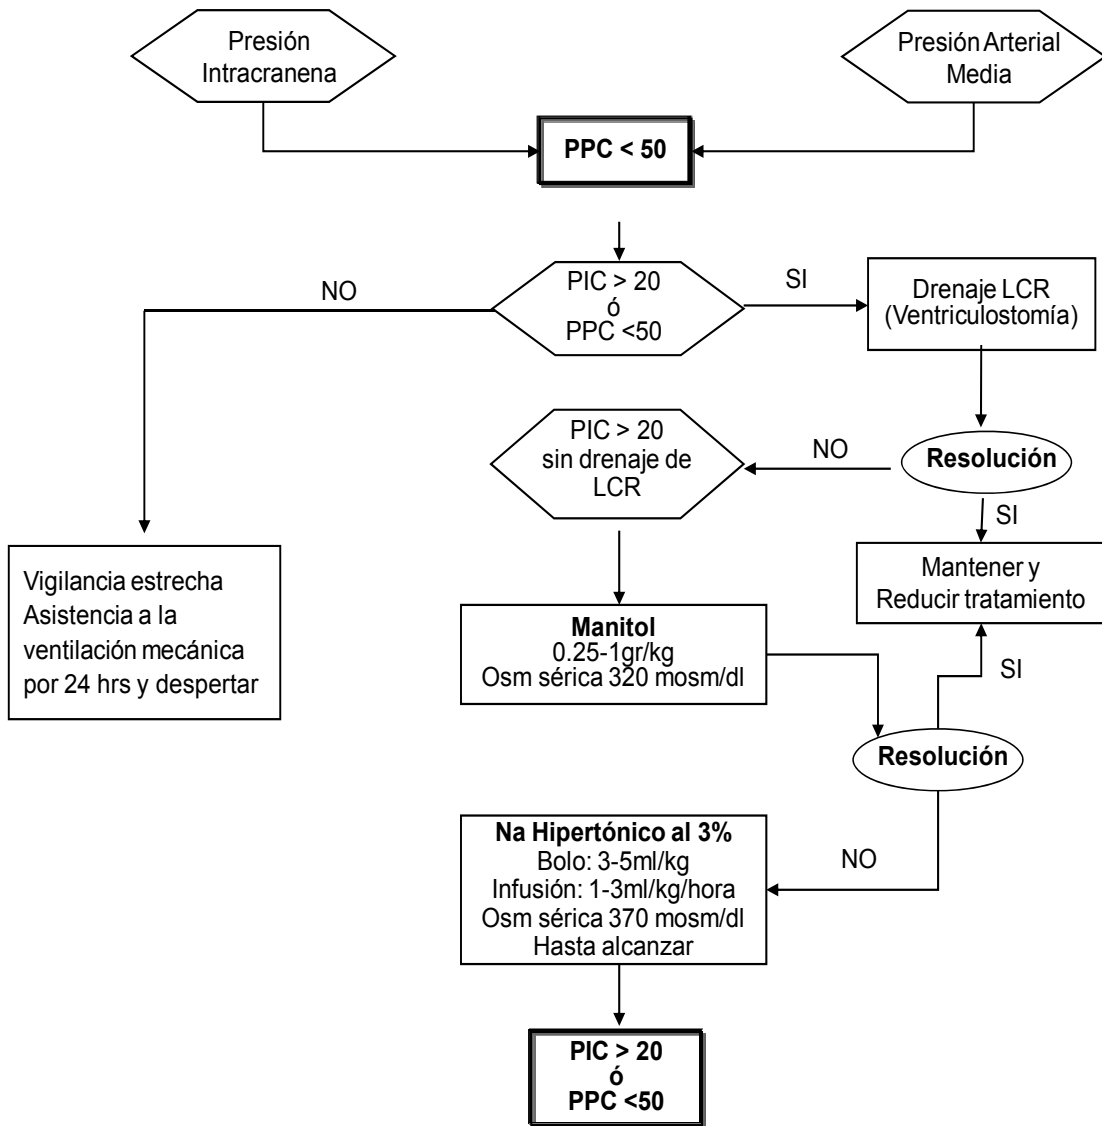 Presión
Intracranena
Presión Arterial
Media
PPC < 50
NO
PIC > 20
ó
PPC <50
SI
Drenaje LCR
(Ventriculostomía)
PIC > 20
sin drenaje de
LCR
NO
Resolución
SI
Vigilancia estrecha
Asistencia a la
ventilación mecánica
por 24 hrs y despertar
Mantener y
Reducir tratamiento
Manitol
0.25-1gr/kg
Osm sérica 320 mosm/dl
SI
Resolución
Na Hipertónico al 3%
Bolo: 3-5ml/kg
Infusión: 1-3ml/kg/hora
Osm sérica 370 mosm/dl
Hasta alcanzar
NO
PIC > 20
ó
PPC <50